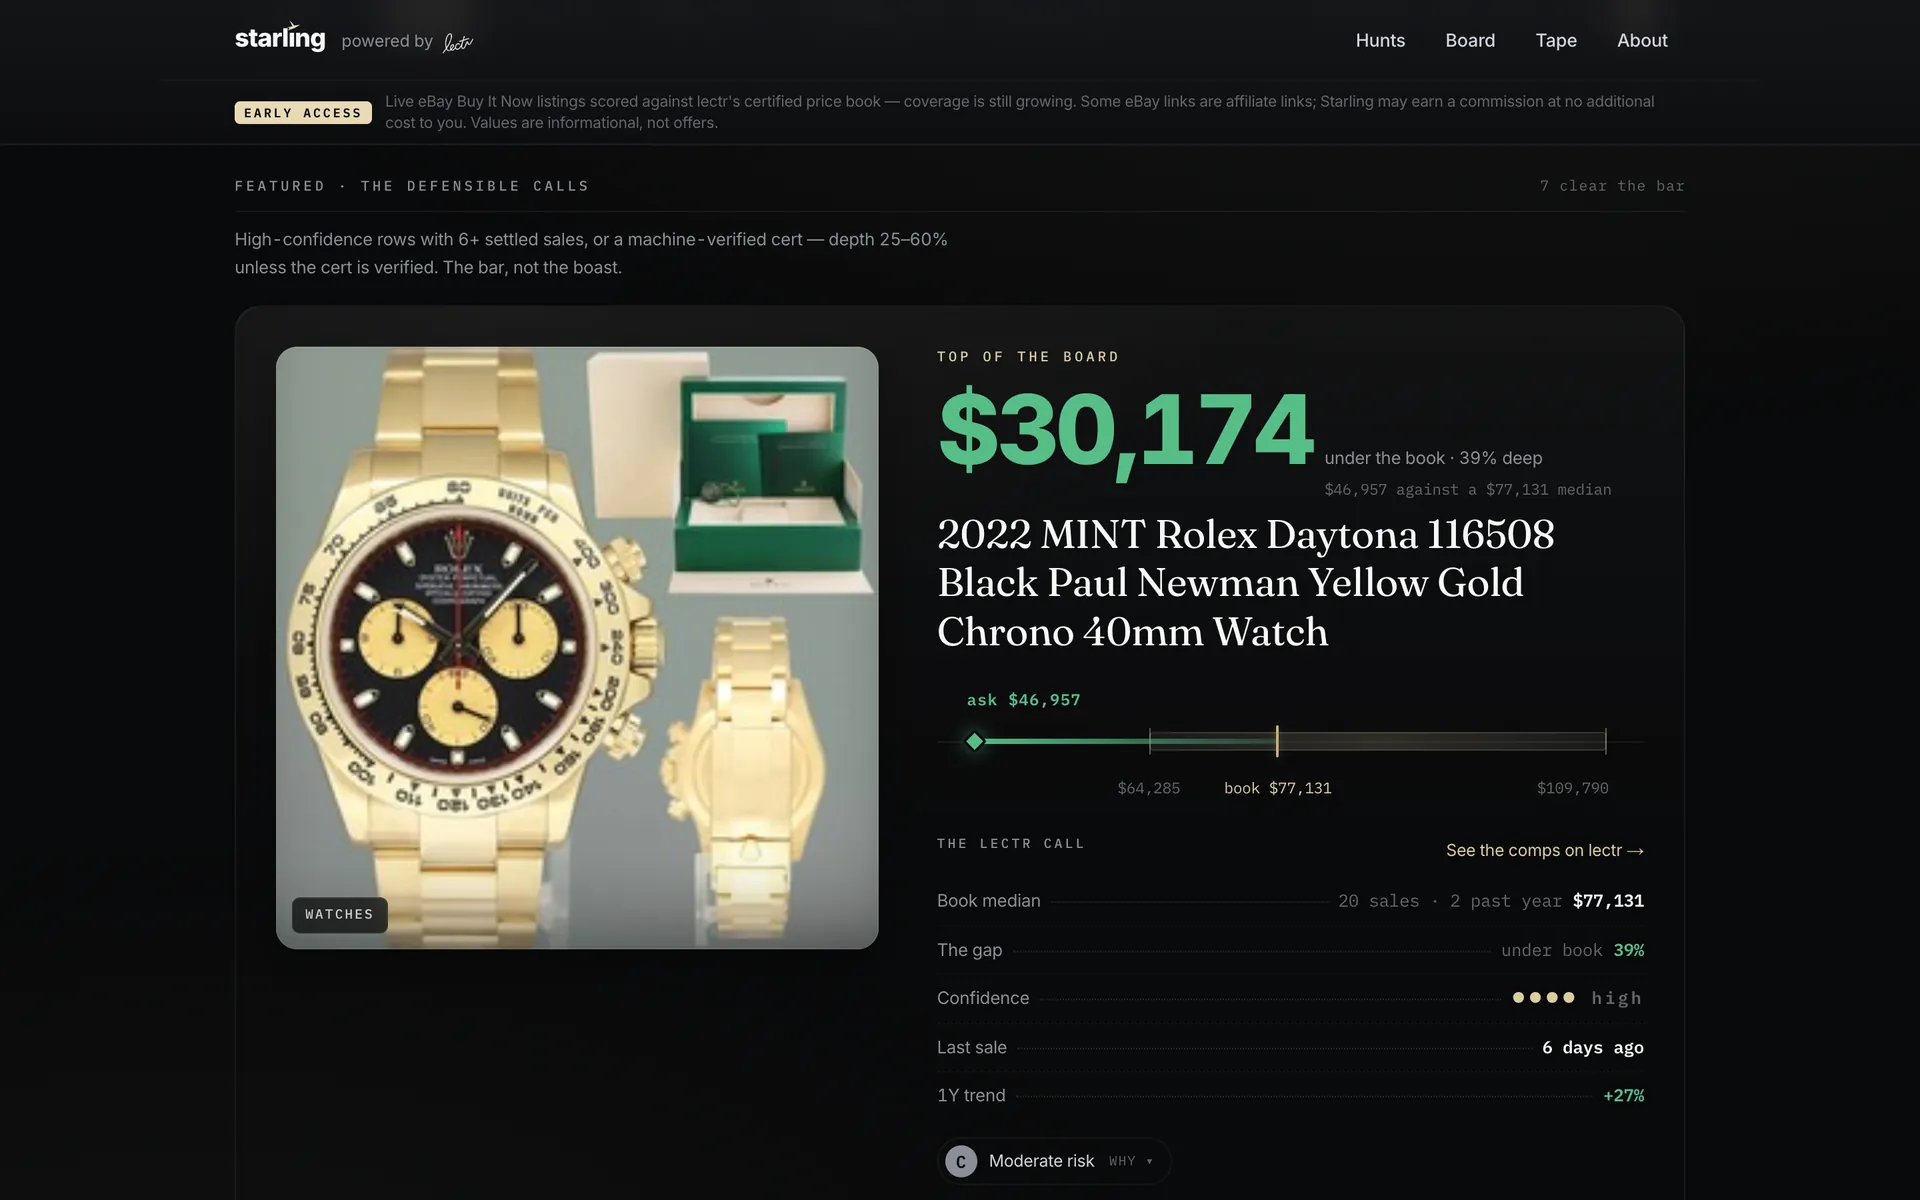 starling powered by lectr
Hunts Board Tape About
EARLY ACCESS
Live eBay Buy It Now listings scored against lectr's certified price book — coverage is still growing. Some eBay links are affiliate links; Starling may earn a commission at no additional
cost to you. Values are informational, not offers.
FEATURED · THE DEFENSIBLE CALLS
7 clear the bar
High-confidence rows with 6+ settled sales, or a machine-verified cert — depth 25–60%
unless the cert is verified. The bar, not the boast.
WATCHES
TOP OF THE BOARD
$30,174
under the book · 39% deep
$46,957 against a $77,131 median
2022 MINT Rolex Daytona 116508
Black Paul Newman Yellow Gold
Chrono 40mm Watch
ask $46,957
$64,285 book $77,131 $109,790
THE LECTR CALL
See the comps on lectr →
Book median 20 sales · 2 past year $77,131
The gap under book 39%
Confidence high
Last sale 6 days ago
1Y trend +27%
C Moderate risk WHY ▾